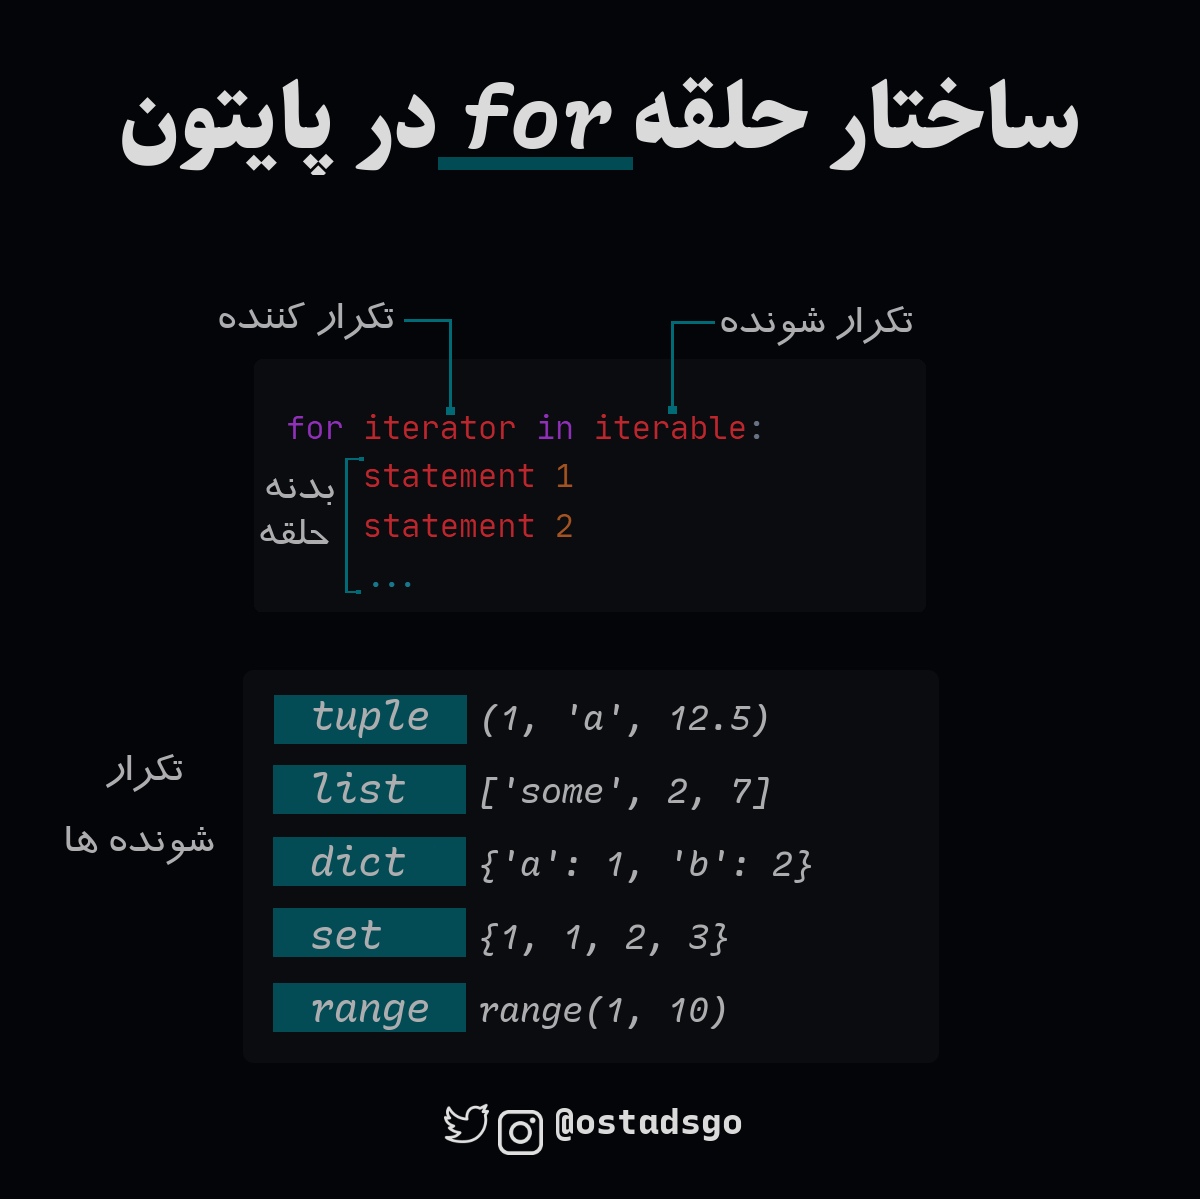 ساختار حلقه for در پایتون
تکرار کننده
تکرار شونده
for iterator in iterable:
statement 1
statement 2
...
بدنه
حلقه
تکرار
شونده ها
tuple (1, 'a', 12.5)
list ['some', 2, 7]
dict {'a': 1, 'b': 2}
set {1, 1, 2, 3}
range range(1, 10)
@ostadsgo